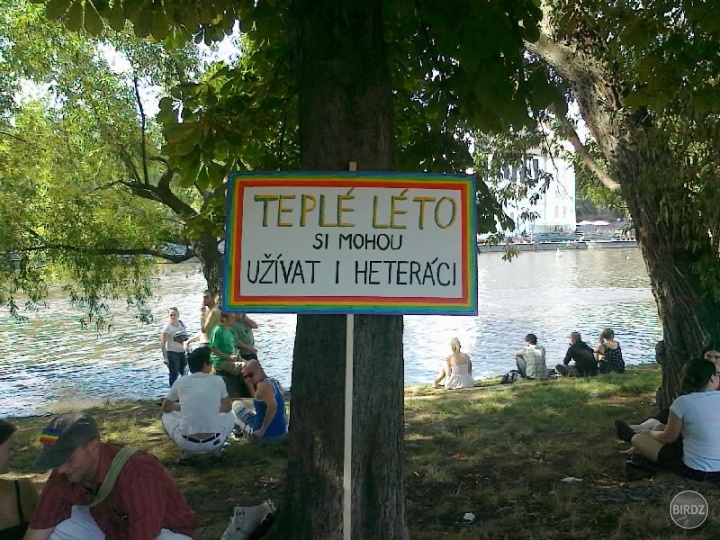 TEPLÉ LÉTO
SI MOHOU
UŽÍVAT I HETERÁCI
BIRDZ